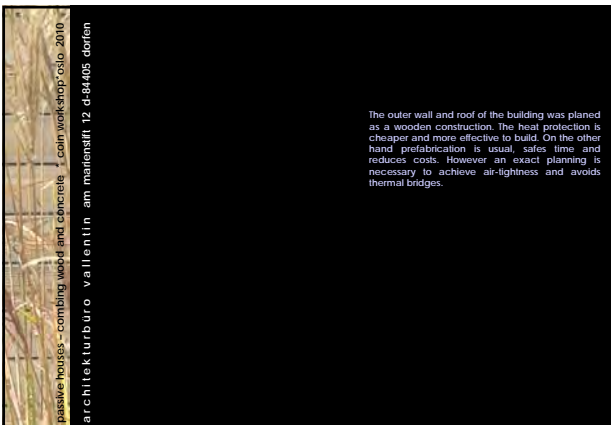 passive houses – combing wood and concrete - coin workshop oslo 2010
architekturbüro vallentin am marienstift 12 d-84405 dorfen
The outer wall and roof of the building was planed
as a wooden construction. The heat protection is
cheaper and more effective to build. On the other
hand prefabrication is usual, safes time and
reduces costs. However an exact planning is
necessary to achieve air-tightness and avoids
thermal bridges.